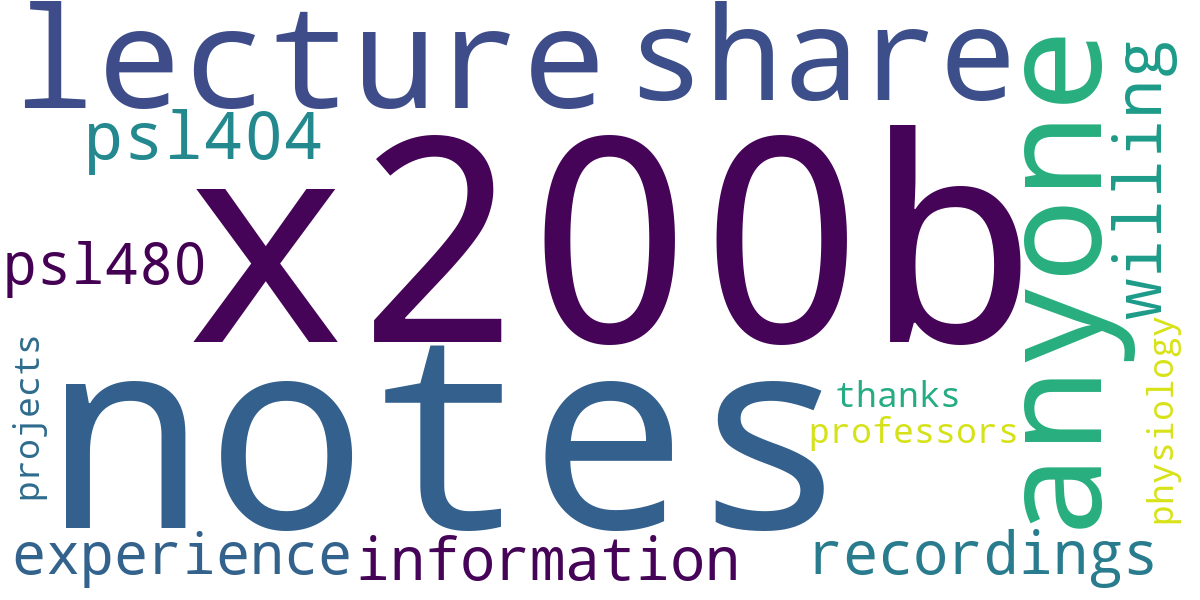 lecture share
psl404
x200b
psl480
notes
anyone
willing
projects
thanks
professors
physiology
experience information recordings